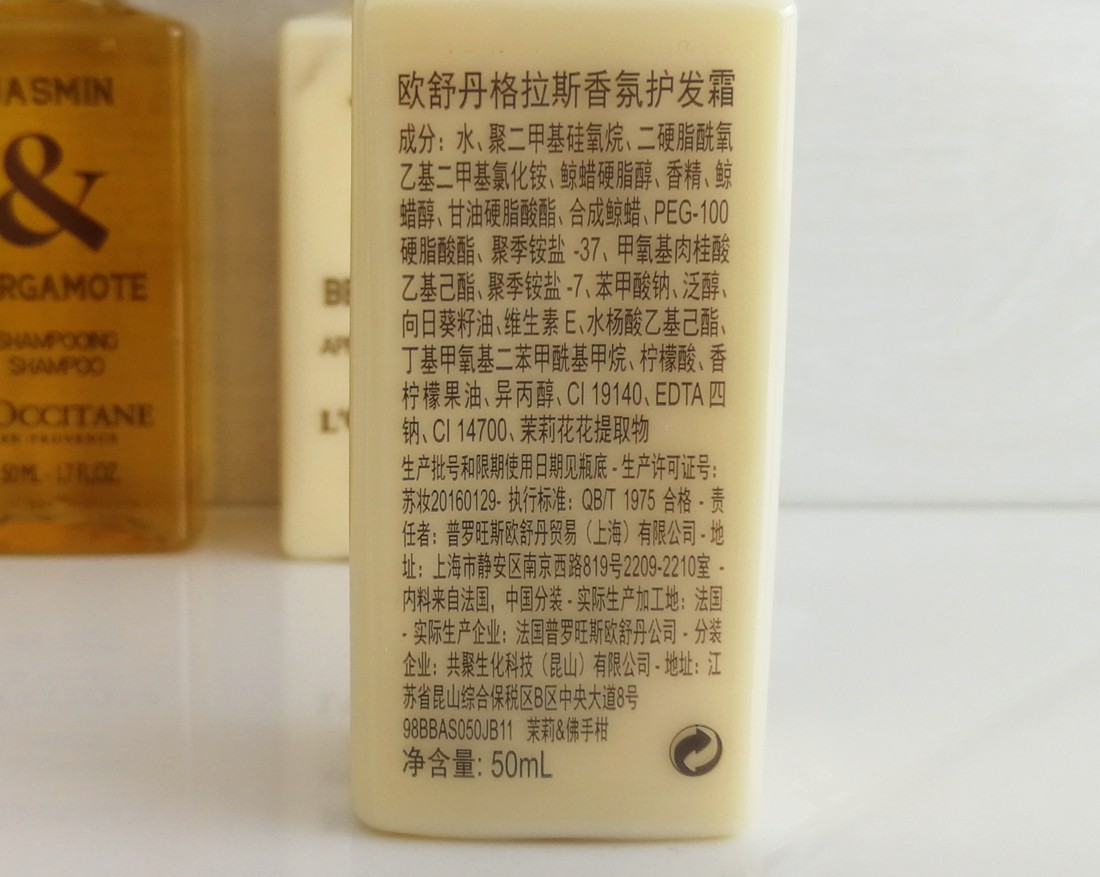 JASMIN
&
BERGAMOTE
SHAMPOOING
SHAMPOO
L'OCCITANE
EN PROVENCE
50ML - 1.7 FL.OZ.
欧舒丹格拉斯香氛护发霜
成分：水、聚二甲基硅氧烷、二硬脂酰氧
乙基二甲基氯化铵、鲸蜡硬脂醇、香精、鲸
蜡醇、甘油硬脂酸酯、合成鲸蜡、PEG-100
硬脂酸酯、聚季铵盐 -37、甲氧基肉桂酸
乙基己酯、聚季铵盐 -7、苯甲酸钠、泛醇、
向日葵籽油、维生素 E、水杨酸乙基己酯、
丁基甲氧基二苯甲酰基甲烷、柠檬酸、香
柠檬果油、异丙醇、CI 19140、EDTA 四
钠、CI 14700、茉莉花花提取物
生产批号和限期使用日期见瓶底 - 生产许可证号：
苏妆20160129- 执行标准：QB/T 1975 合格 - 责
任者：普罗旺斯欧舒丹贸易（上海）有限公司 - 地
址：上海市静安区南京西路819号2209-2210室 -
内料来自法国，中国分装 - 实际生产加工地：法国
- 实际生产企业：法国普罗旺斯欧舒丹公司 - 分装
企业：共聚生化科技（昆山）有限公司 - 地址：江
苏省昆山综合保税区B区中央大道8号
98BBAS050JB11 茉莉&佛手柑
净含量: 50mL